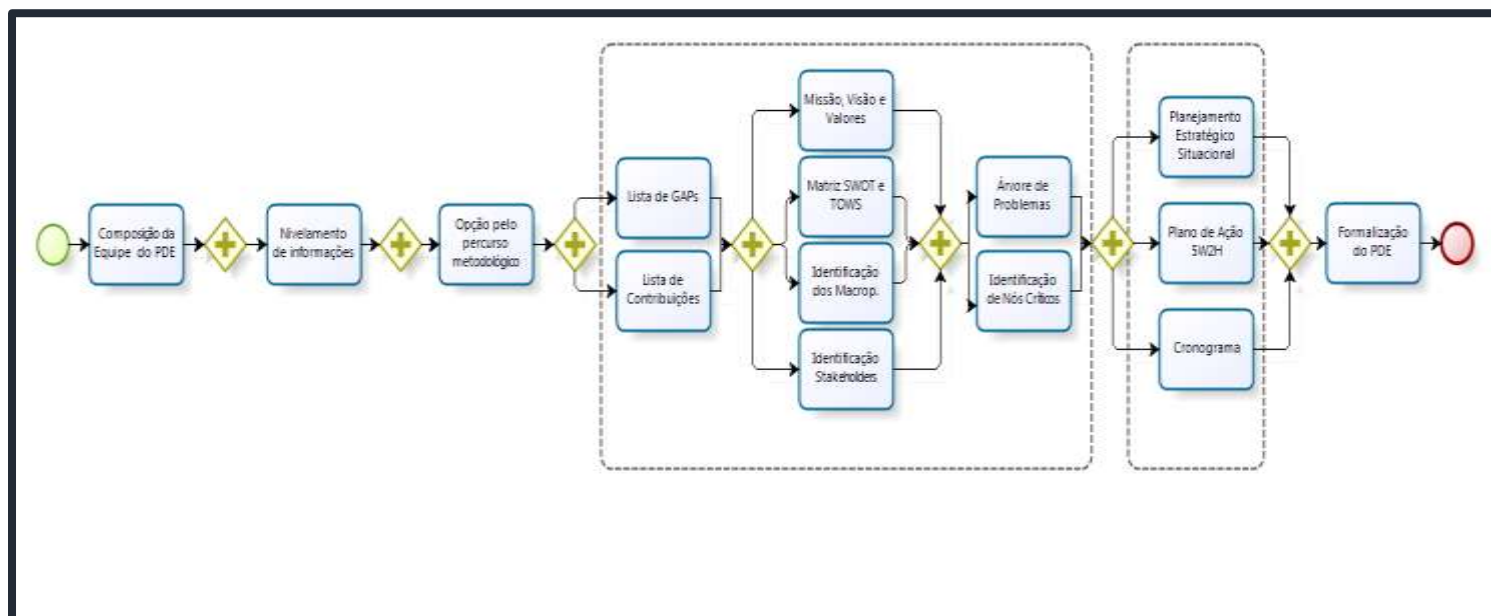 Composição da
Equipe do PDE
Nivelamento
de informações
Opção pelo
percurso
metodológico
Lista de GAPs
Lista de
Contribuições
Missão, Visão e
Valores
Matriz SWOT e
TOWS
Identificação
dos Macrop.
Identificação
Stakeholders
Árvore de
Problemas
Identificação
de Nós Críticos
Planejamento
Estratégico
Situacional
Plano de Ação
5W2H
Cronograma
Formalização
do PDE